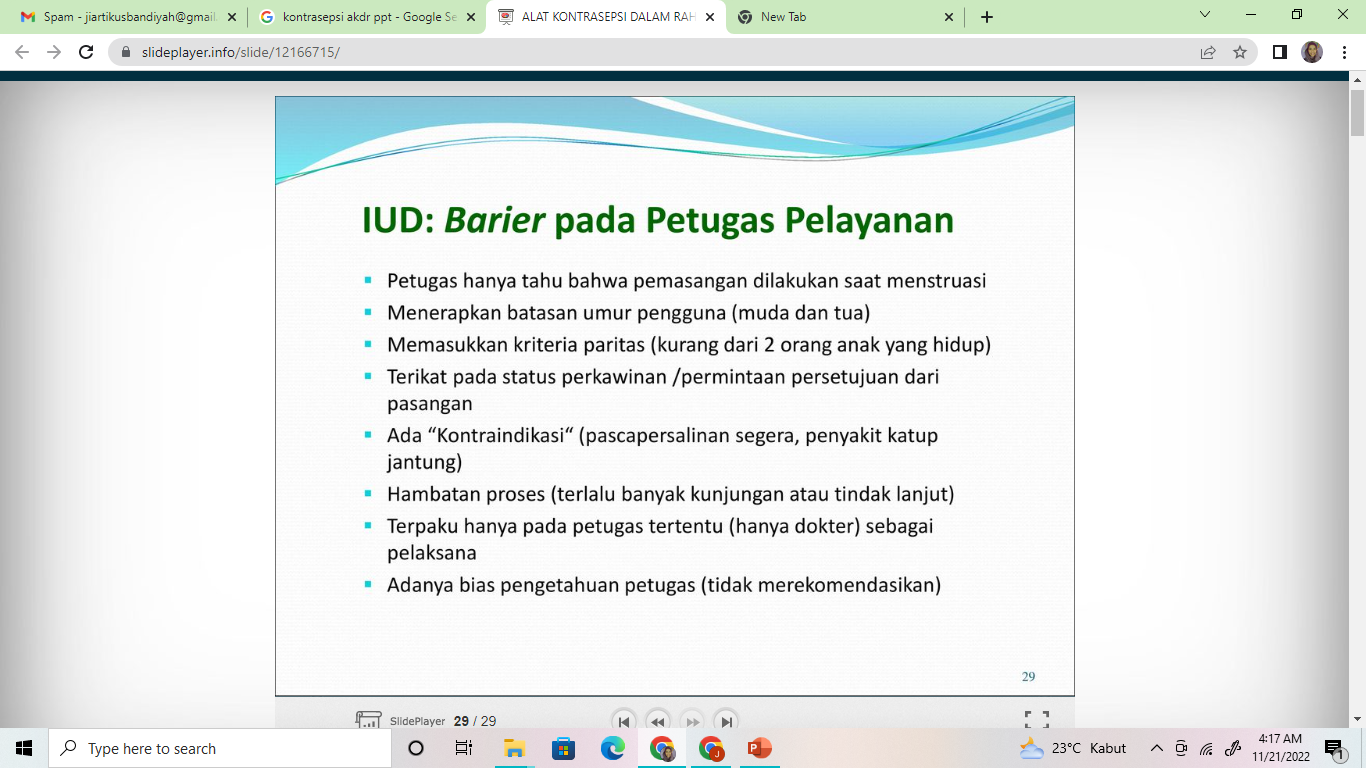 Spam - jiartikusbandiyah@gmail.
kontrasepsi akdr ppt - Google Se
ALAT KONTRASEPSI DALAM RAH
New Tab
slideplayer.info/slide/12166715/
IUD: Barier pada Petugas Pelayanan
Petugas hanya tahu bahwa pemasangan dilakukan saat menstruasi
Menerapkan batasan umur pengguna (muda dan tua)
Memasukkan kriteria paritas (kurang dari 2 orang anak yang hidup)
Terikat pada status perkawinan /permintaan persetujuan dari
pasangan
Ada “Kontraindikasi“ (pascapersalinan segera, penyakit katup
jantung)
Hambatan proses (terlalu banyak kunjungan atau tindak lanjut)
Terpaku hanya pada petugas tertentu (hanya dokter) sebagai
pelaksana
Adanya bias pengetahuan petugas (tidak merekomendasikan)
29
SlidePlayer 29 / 29
Type here to search
23°C Kabut
4:17 AM
11/21/2022
1